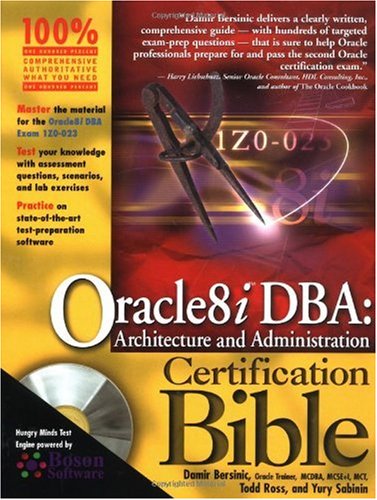 Damir Bersinic delivers a clearly written,
comprehensive guide — with hundreds of targeted
exam-prep questions — that is sure to help Oracle
professionals prepare for and pass the second Oracle
certification exam."
— Harry Liebschutz, Senior Oracle Consultant, HDL Consulting, Inc.,
and author of The Oracle Cookbook
100%
ONE HUNDRED PERCENT
COMPREHENSIVE
AUTHORITATIVE
WHAT YOU NEED
ONE HUNDRED PERCENT
Master the material
for the Oracle8i DBA
Exam 1Z0-023
Test your knowledge
with assessment
questions, scenarios,
and lab exercises
Practice on
state-of-the-art
test-preparation
software
1Z0-023
8i
Oracle8i DBA:
Architecture and Administration
Certification
Bible
Hungry Minds Test
Engine powered by
Boson
Software
Damir Bersinic, Oracle Trainer, MCDBA, MCSE+I, MCT,
Todd Ross, and Yury Sabinin